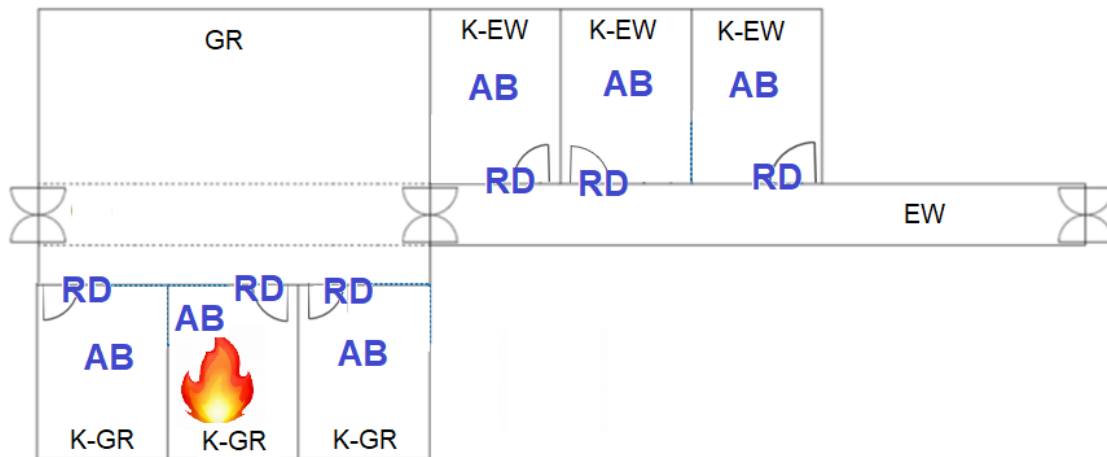 GR
K-EW K-EW K-EW
AB AB AB
RD RD RD
EW
RD RD RD
AB
AB AB
K-GR K-GR K-GR